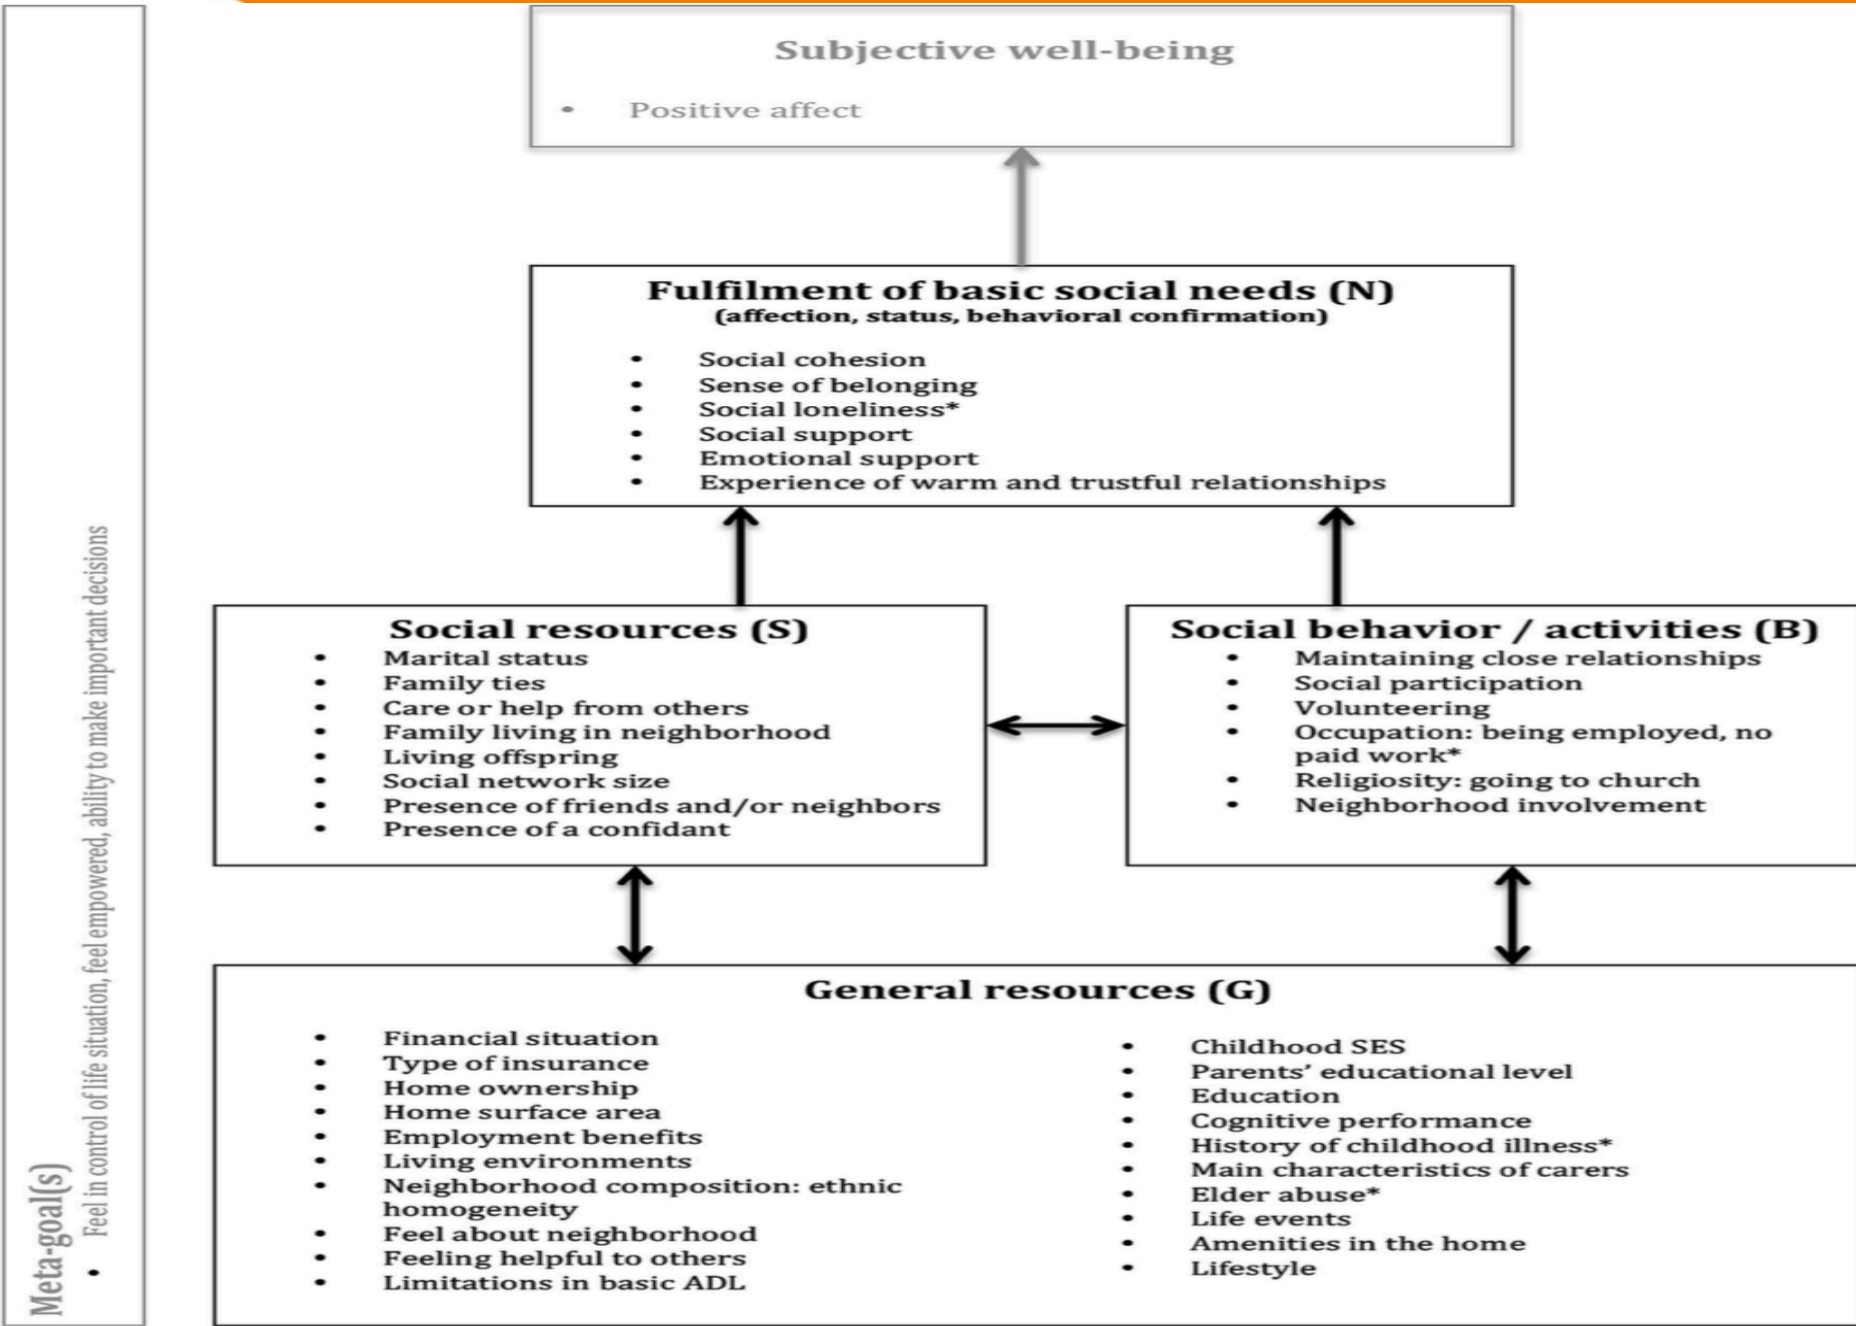 Subjective well-being
• Positive affect
Fulfilment of basic social needs (N)
(affection, status, behavioral confirmation)
• Social cohesion
• Sense of belonging
• Social loneliness*
• Social support
• Emotional support
• Experience of warm and trustful relationships
Social resources (S)
• Marital status
• Family ties
• Care or help from others
• Family living in neighborhood
• Living offspring
• Social network size
• Presence of friends and/or neighbors
• Presence of a confidant
Social behavior / activities (B)
• Maintaining close relationships
• Social participation
• Volunteering
• Occupation: being employed, no
paid work*
• Religiosity: going to church
• Neighborhood involvement
General resources (G)
• Financial situation
• Type of insurance
• Home ownership
• Home surface area
• Employment benefits
• Living environments
• Neighborhood composition: ethnic
homogeneity
• Feel about neighborhood
• Feeling helpful to others
• Limitations in basic ADL
• Childhood SES
• Parents’ educational level
• Education
• Cognitive performance
• History of childhood illness*
• Main characteristics of carers
• Elder abuse*
• Life events
• Amenities in the home
• Lifestyle
Meta-goal(s)
• Feel in control of life situation, feel empowered, ability to make important decisions